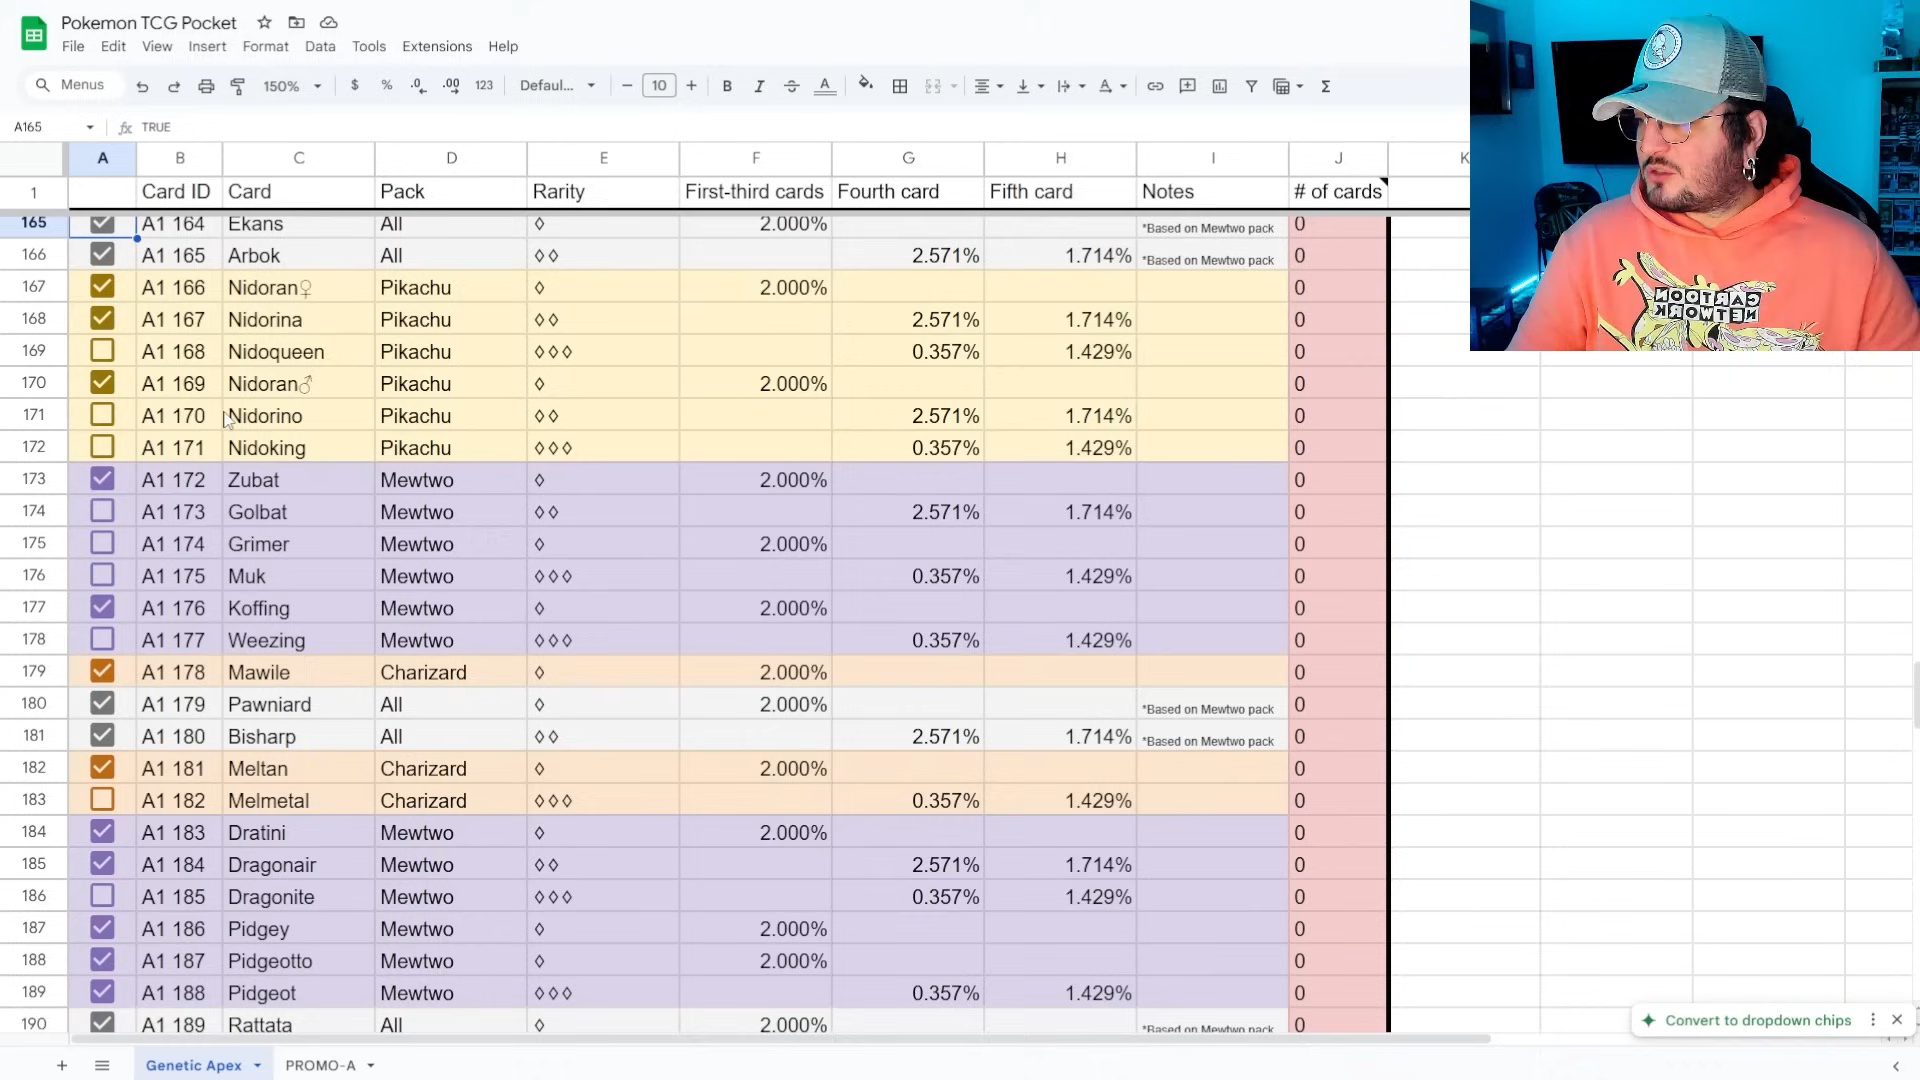 Pokemon TCG Pocket
File Edit View Insert Format Data Tools Extensions Help
Menus 150% $ % .0 .00 123 Defaul... − 10 + B I S A Σ
A165 fx TRUE
A B C D E F G H I J K
1 Card ID Card Pack Rarity First-third cards Fourth card Fifth card Notes # of cards
165 A1 164 Ekans All ◊ 2.000% *Based on Mewtwo pack 0
166 A1 165 Arbok All ◊◊ 2.571% 1.714% *Based on Mewtwo pack 0
167 A1 166 Nidoran♀ Pikachu ◊ 2.000% 0
168 A1 167 Nidorina Pikachu ◊◊ 2.571% 1.714% 0
169 A1 168 Nidoqueen Pikachu ◊◊◊ 0.357% 1.429% 0
170 A1 169 Nidoran♂ Pikachu ◊ 2.000% 0
171 A1 170 Nidorino Pikachu ◊◊ 2.571% 1.714% 0
172 A1 171 Nidoking Pikachu ◊◊◊ 0.357% 1.429% 0
173 A1 172 Zubat Mewtwo ◊ 2.000% 0
174 A1 173 Golbat Mewtwo ◊◊ 2.571% 1.714% 0
175 A1 174 Grimer Mewtwo ◊ 2.000% 0
176 A1 175 Muk Mewtwo ◊◊◊ 0.357% 1.429% 0
177 A1 176 Koffing Mewtwo ◊ 2.000% 0
178 A1 177 Weezing Mewtwo ◊◊◊ 0.357% 1.429% 0
179 A1 178 Mawile Charizard ◊ 2.000% 0
180 A1 179 Pawniard All ◊ 2.000% *Based on Mewtwo pack 0
181 A1 180 Bisharp All ◊◊ 2.571% 1.714% *Based on Mewtwo pack 0
182 A1 181 Meltan Charizard ◊ 2.000% 0
183 A1 182 Melmetal Charizard ◊◊◊ 0.357% 1.429% 0
184 A1 183 Dratini Mewtwo ◊ 2.000% 0
185 A1 184 Dragonair Mewtwo ◊◊ 2.571% 1.714% 0
186 A1 185 Dragonite Mewtwo ◊◊◊ 0.357% 1.429% 0
187 A1 186 Pidgey Mewtwo ◊ 2.000% 0
188 A1 187 Pidgeotto Mewtwo ◊ 2.000% 0
189 A1 188 Pidgeot Mewtwo ◊◊◊ 0.357% 1.429% 0
190 A1 189 Rattata All ◊ 2.000% *Based on Mewtwo pack 0
Convert to dropdown chips
Genetic Apex PROMO-A
CARTOON
NETWORK